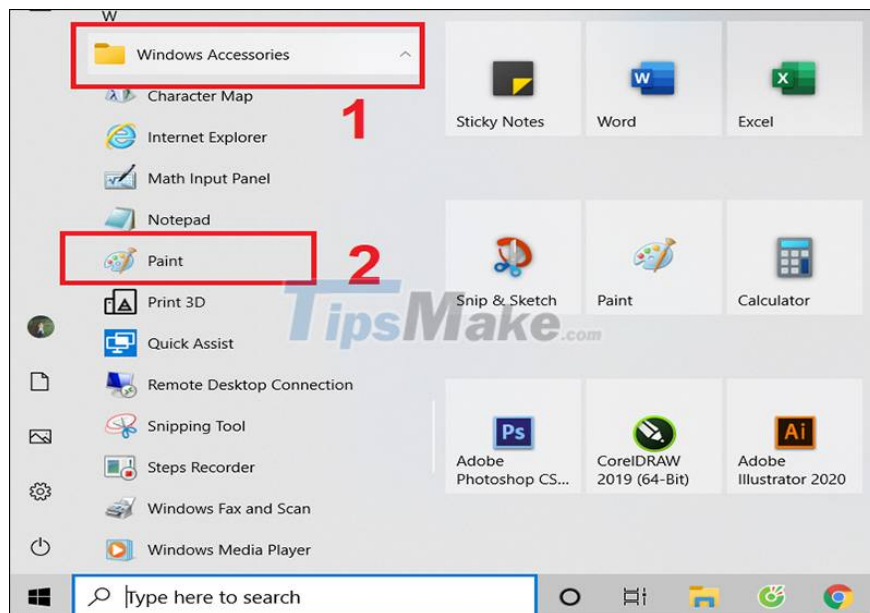 W
Windows Accessories
1
Character Map
Internet Explorer
Math Input Panel
Notepad
Paint
2
Print 3D
Quick Assist
Remote Desktop Connection
Snipping Tool
Steps Recorder
Windows Fax and Scan
Windows Media Player
Sticky Notes
Word
Excel
Snip & Sketch
Paint
Calculator
TipsMake.com
Ps
Adobe
Photoshop CS...
CorelDRAW
2019 (64-Bit)
Ai
Adobe
Illustrator 2020
Type here to search